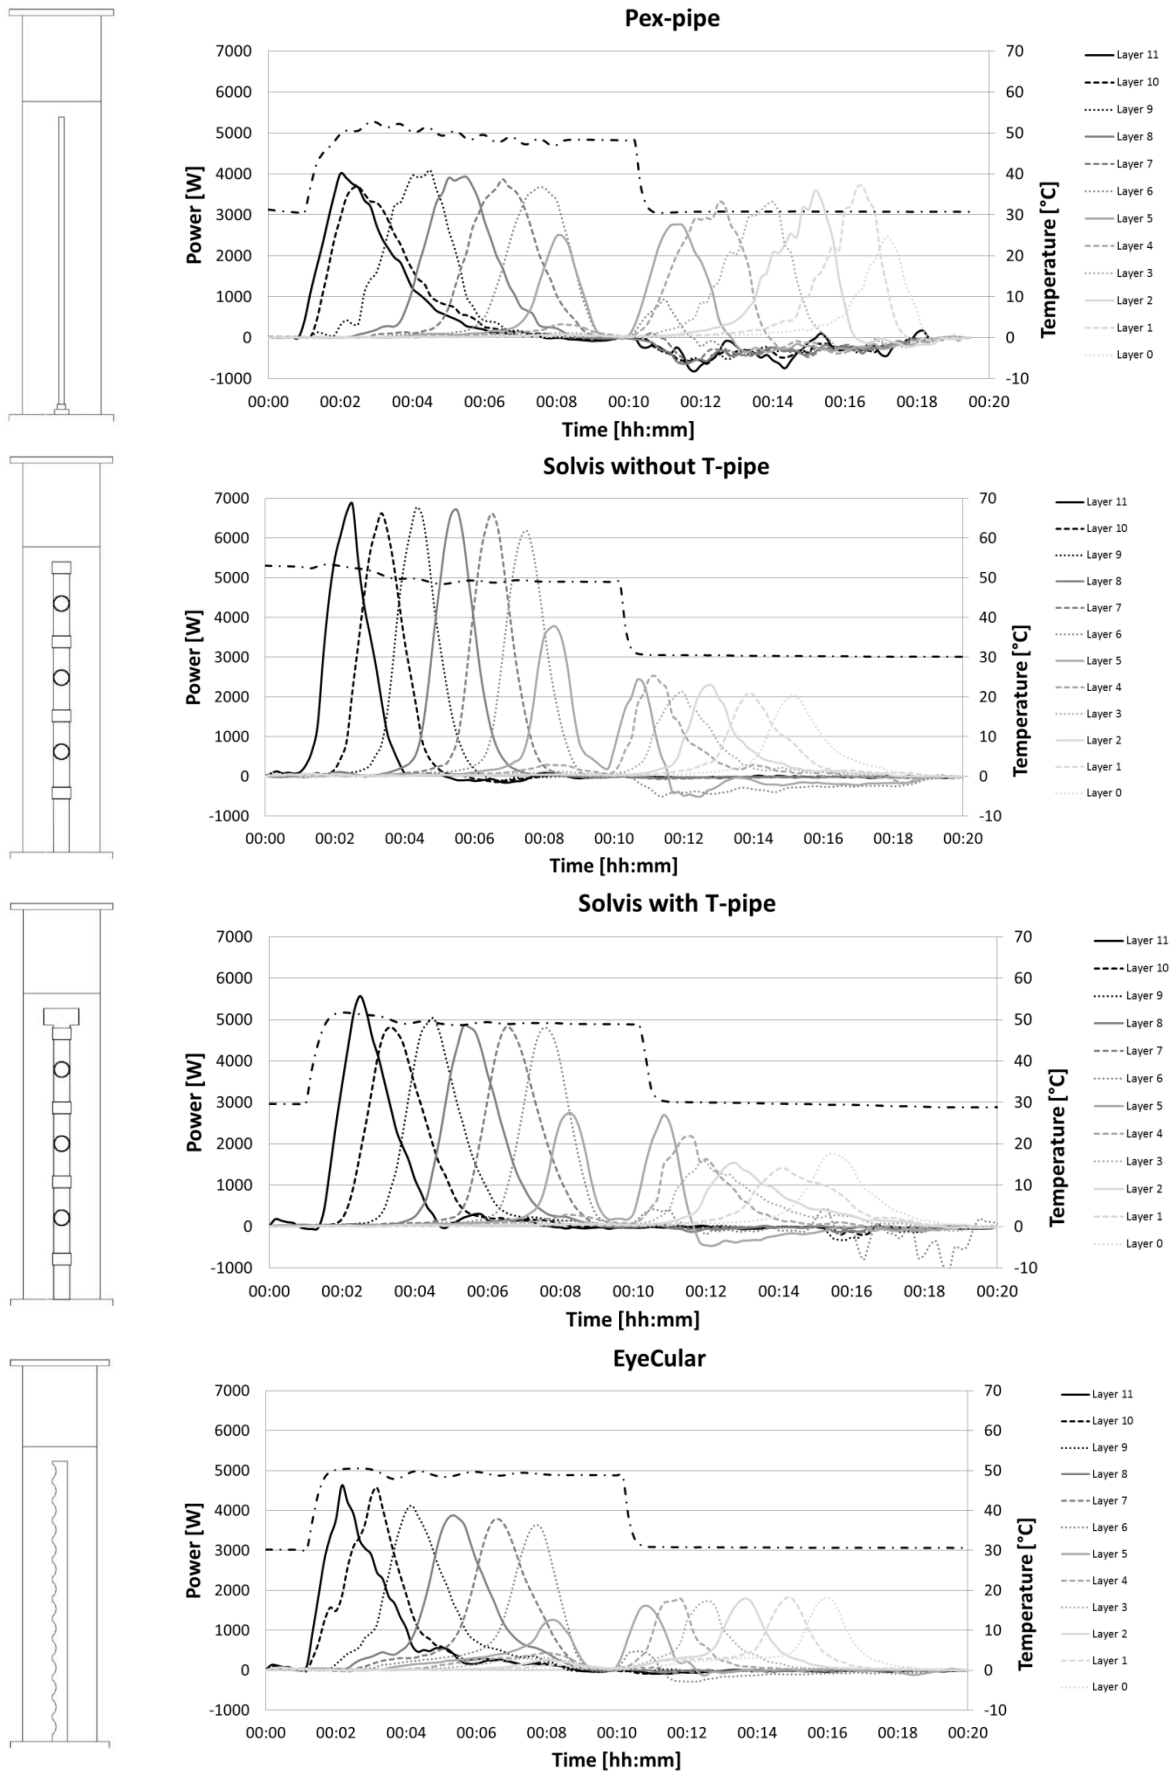 Pex-pipe
Power [W]
7000
6000
5000
4000
3000
2000
1000
0
-1000
70
60
50
40
30
20
10
0
-10
Temperature [°C]
00:00 00:02 00:04 00:06 00:08 00:10 00:12 00:14 00:16 00:18 00:20
Time [hh:mm]
Layer 11
Layer 10
Layer 9
Layer 8
Layer 7
Layer 6
Layer 5
Layer 4
Layer 3
Layer 2
Layer 1
Layer 0
Solvis without T-pipe
Power [W]
7000
6000
5000
4000
3000
2000
1000
0
-1000
70
60
50
40
30
20
10
0
-10
Temperature [°C]
00:00 00:02 00:04 00:06 00:08 00:10 00:12 00:14 00:16 00:18 00:20
Time [hh:mm]
Layer 11
Layer 10
Layer 9
Layer 8
Layer 7
Layer 6
Layer 5
Layer 4
Layer 3
Layer 2
Layer 1
Layer 0
Solvis with T-pipe
Power [W]
7000
6000
5000
4000
3000
2000
1000
0
-1000
70
60
50
40
30
20
10
0
-10
Temperature [°C]
00:00 00:02 00:04 00:06 00:08 00:10 00:12 00:14 00:16 00:18 00:20
Time [hh:mm]
Layer 11
Layer 10
Layer 9
Layer 8
Layer 7
Layer 6
Layer 5
Layer 4
Layer 3
Layer 2
Layer 1
Layer 0
EyeCular
Power [W]
7000
6000
5000
4000
3000
2000
1000
0
-1000
70
60
50
40
30
20
10
0
-10
Temperature [°C]
00:00 00:02 00:04 00:06 00:08 00:10 00:12 00:14 00:16 00:18 00:20
Time [hh:mm]
Layer 11
Layer 10
Layer 9
Layer 8
Layer 7
Layer 6
Layer 5
Layer 4
Layer 3
Layer 2
Layer 1
Layer 0